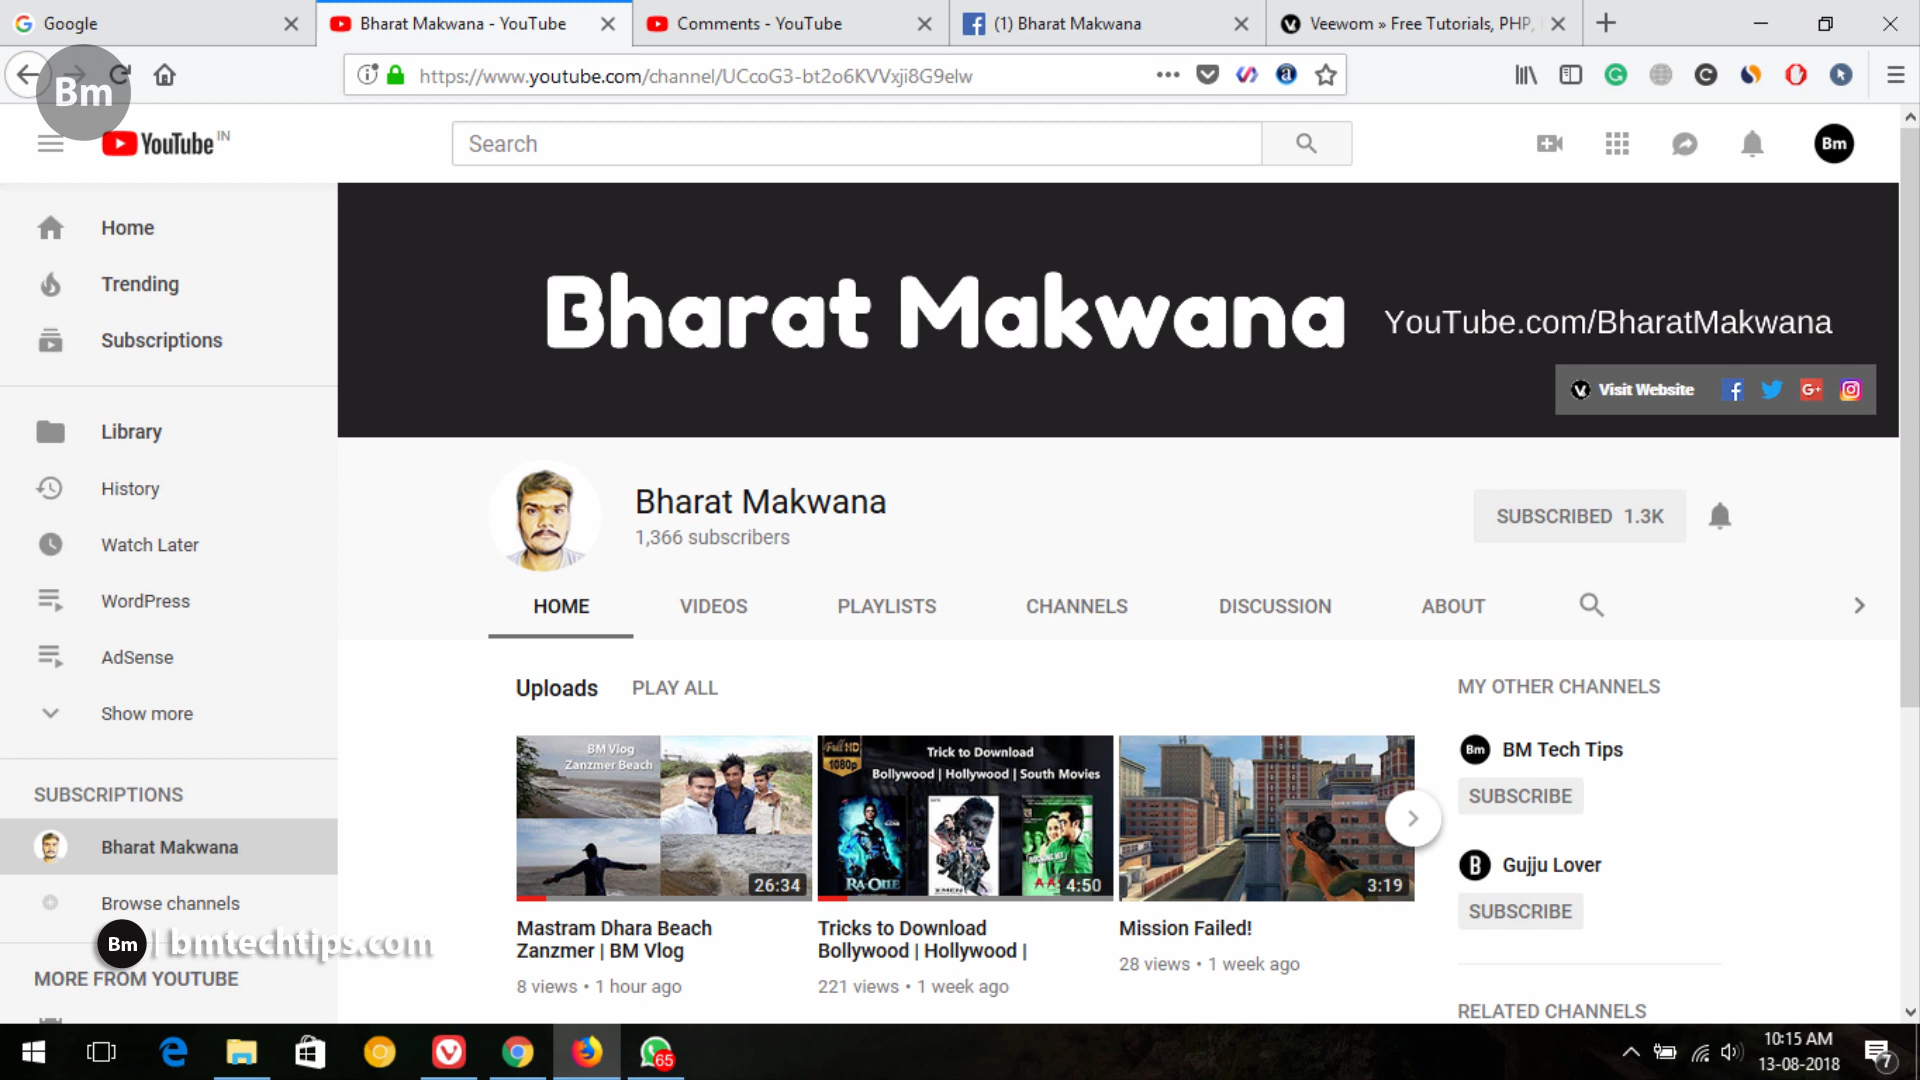 Google
Bharat Makwana - YouTube
Comments - YouTube
(1) Bharat Makwana
Veewom » Free Tutorials, PHP,
https://www.youtube.com/channel/UCcoG3-bt2o6KVVxji8G9elw
Bm
YouTube IN
Search
Bm
Home
Trending
Subscriptions
Library
History
Watch Later
WordPress
AdSense
Show more
SUBSCRIPTIONS
Bharat Makwana
Browse channels
Bm | bmtechtips.com
MORE FROM YOUTUBE
Bharat Makwana
YouTube.com/BharatMakwana
Visit Website
Bharat Makwana
1,366 subscribers
SUBSCRIBED 1.3K
HOME VIDEOS PLAYLISTS CHANNELS DISCUSSION ABOUT
Uploads PLAY ALL
BM Vlog
Zanzmer Beach
26:34
Mastram Dhara Beach
Zanzmer | BM Vlog
8 views • 1 hour ago
Full HD
1080p
Trick to Download
Bollywood | Hollywood | South Movies
RA·ONE
X-MEN
4:50
Tricks to Download
Bollywood | Hollywood |
221 views • 1 week ago
3:19
Mission Failed!
28 views • 1 week ago
MY OTHER CHANNELS
Bm BM Tech Tips
SUBSCRIBE
B Gujju Lover
SUBSCRIBE
RELATED CHANNELS
65
10:15 AM
13-08-2018
7